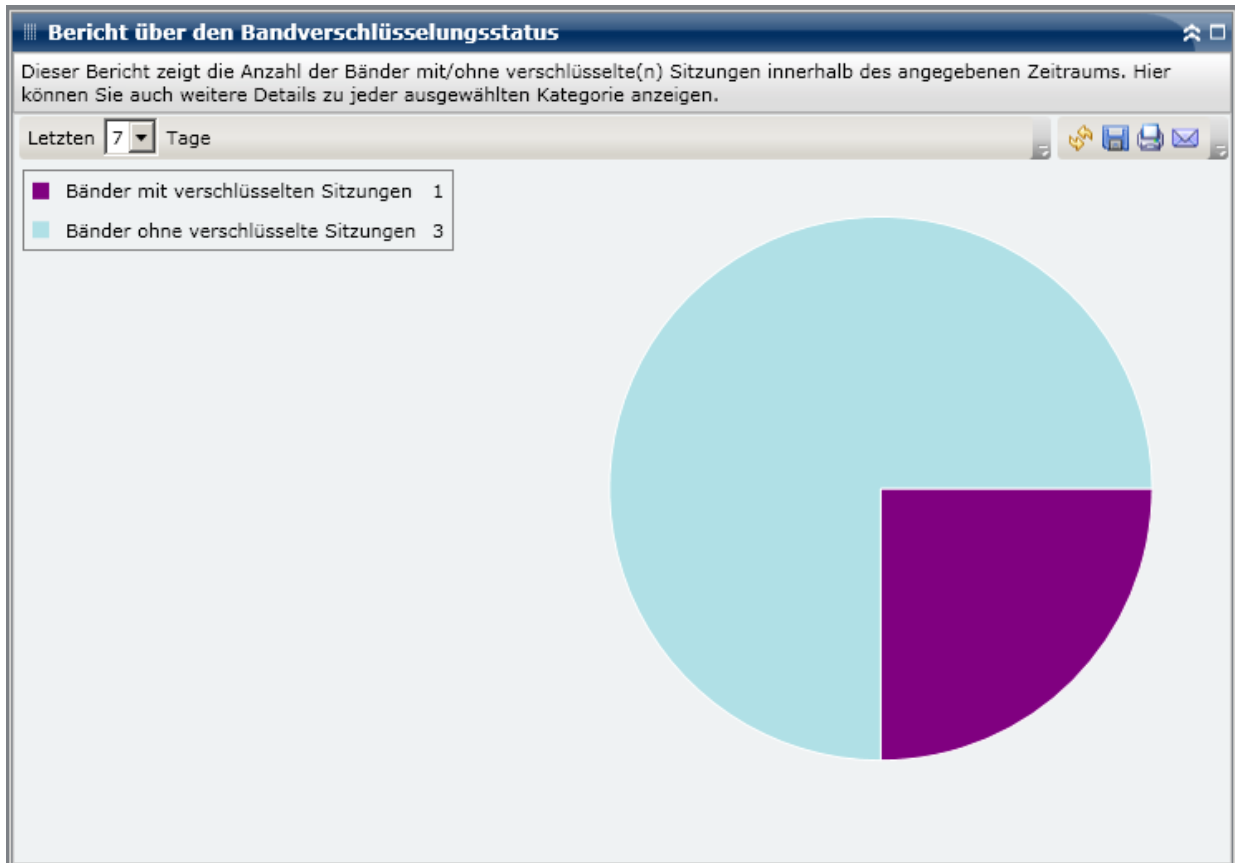 Bericht über den Bandverschlüsselungsstatus
Dieser Bericht zeigt die Anzahl der Bänder mit/ohne verschlüsselte(n) Sitzungen innerhalb des angegebenen Zeitraums. Hier
können Sie auch weitere Details zu jeder ausgewählten Kategorie anzeigen.
Letzten 7 Tage
Bänder mit verschlüsselten Sitzungen 1
Bänder ohne verschlüsselte Sitzungen 3